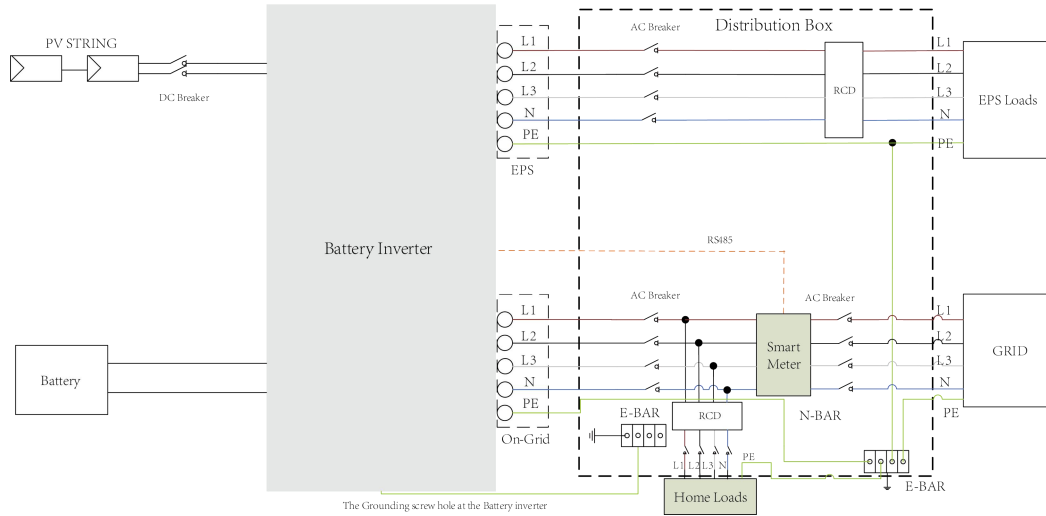 PV STRING
DC Breaker
Battery Inverter
Battery
L1
L2
L3
N
PE
EPS
AC Breaker
Distribution Box
RCD
L1
L2
L3
N
PE
EPS Loads
RS485
L1
L2
L3
N
PE
On-Grid
AC Breaker
AC Breaker
Smart
Meter
L1
L2
L3
N
PE
GRID
N-BAR
E-BAR
RCD
L1 L2 L3 N PE
Home Loads
E-BAR
The Grounding screw hole at the Battery inverter